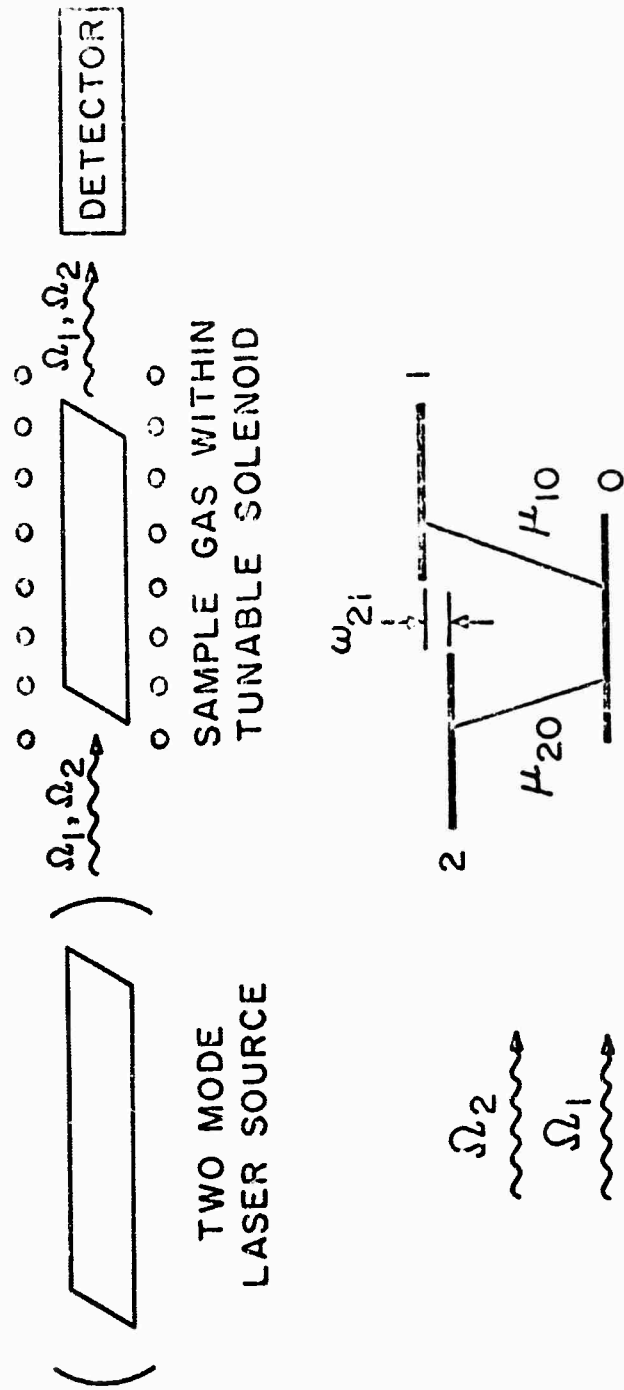 Ω₁, Ω₂
Ω₁, Ω₂
DETECTOR
TWO MODE
LASER SOURCE
SAMPLE GAS WITHIN
TUNABLE SOLENOID
Ω₂
Ω₁
2
ω₂₁
1
μ₂₀
μ₁₀
0